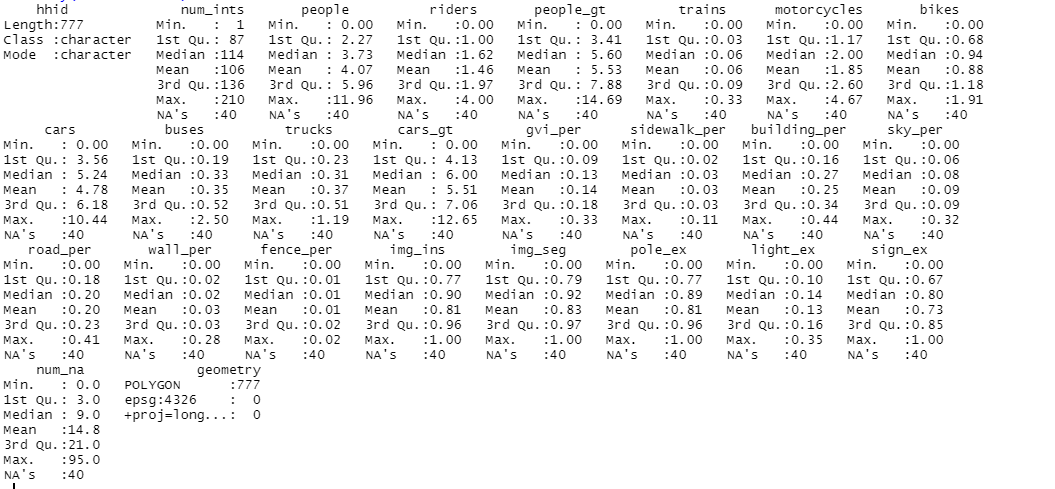 hhid num_ints people riders people_gt trains motorcycles bikes
Length:777 Min. : 1 Min. : 0.00 Min. :0.00 Min. : 0.00 Min. :0.00 Min. :0.00 Min. :0.00
Class :character 1st Qu.: 87 1st Qu.: 2.27 1st Qu.:1.00 1st Qu.: 3.41 1st Qu.:0.03 1st Qu.:1.17 1st Qu.:0.68
Mode :character Median :114 Median : 3.73 Median :1.62 Median : 5.60 Median :0.06 Median :2.00 Median :0.94
Mean :106 Mean : 4.07 Mean :1.46 Mean : 5.53 Mean :0.06 Mean :1.85 Mean :0.88
3rd Qu.:136 3rd Qu.: 5.96 3rd Qu.:1.97 3rd Qu.: 7.88 3rd Qu.:0.09 3rd Qu.:2.60 3rd Qu.:1.18
Max. :210 Max. :11.96 Max. :4.00 Max. :14.69 Max. :0.33 Max. :4.67 Max. :1.91
NA's :40 NA's :40 NA's :40 NA's :40 NA's :40 NA's :40 NA's :40
cars buses trucks cars_gt gvi_per sidewalk_per building_per sky_per
Min. : 0.00 Min. :0.00 Min. :0.00 Min. : 0.00 Min. :0.00 Min. :0.00 Min. :0.00 Min. :0.00
1st Qu.: 3.56 1st Qu.:0.19 1st Qu.:0.23 1st Qu.: 4.13 1st Qu.:0.09 1st Qu.:0.02 1st Qu.:0.16 1st Qu.:0.06
Median : 5.24 Median :0.33 Median :0.31 Median : 6.00 Median :0.13 Median :0.03 Median :0.27 Median :0.08
Mean : 4.78 Mean :0.35 Mean :0.37 Mean : 5.51 Mean :0.14 Mean :0.03 Mean :0.25 Mean :0.09
3rd Qu.: 6.18 3rd Qu.:0.52 3rd Qu.:0.51 3rd Qu.: 7.06 3rd Qu.:0.18 3rd Qu.:0.03 3rd Qu.:0.34 3rd Qu.:0.09
Max. :10.44 Max. :2.50 Max. :1.19 Max. :12.65 Max. :0.33 Max. :0.11 Max. :0.44 Max. :0.32
NA's :40 NA's :40 NA's :40 NA's :40 NA's :40 NA's :40 NA's :40 NA's :40
road_per wall_per fence_per img_ins img_seg pole_ex light_ex sign_ex
Min. :0.00 Min. :0.00 Min. :0.00 Min. :0.00 Min. :0.00 Min. :0.00 Min. :0.00 Min. :0.00
1st Qu.:0.18 1st Qu.:0.02 1st Qu.:0.01 1st Qu.:0.77 1st Qu.:0.79 1st Qu.:0.77 1st Qu.:0.10 1st Qu.:0.67
Median :0.20 Median :0.02 Median :0.01 Median :0.90 Median :0.92 Median :0.89 Median :0.14 Median :0.80
Mean :0.20 Mean :0.03 Mean :0.01 Mean :0.81 Mean :0.83 Mean :0.81 Mean :0.13 Mean :0.73
3rd Qu.:0.23 3rd Qu.:0.03 3rd Qu.:0.02 3rd Qu.:0.96 3rd Qu.:0.97 3rd Qu.:0.96 3rd Qu.:0.16 3rd Qu.:0.85
Max. :0.41 Max. :0.28 Max. :0.02 Max. :1.00 Max. :1.00 Max. :1.00 Max. :0.35 Max. :1.00
NA's :40 NA's :40 NA's :40 NA's :40 NA's :40 NA's :40 NA's :40 NA's :40
num_na geometry
Min. : 0.0 POLYGON :777
1st Qu.: 3.0 epsg:4326 : 0
Median : 9.0 +proj=long...: 0
Mean :14.8
3rd Qu.:21.0
Max. :95.0
NA's :40